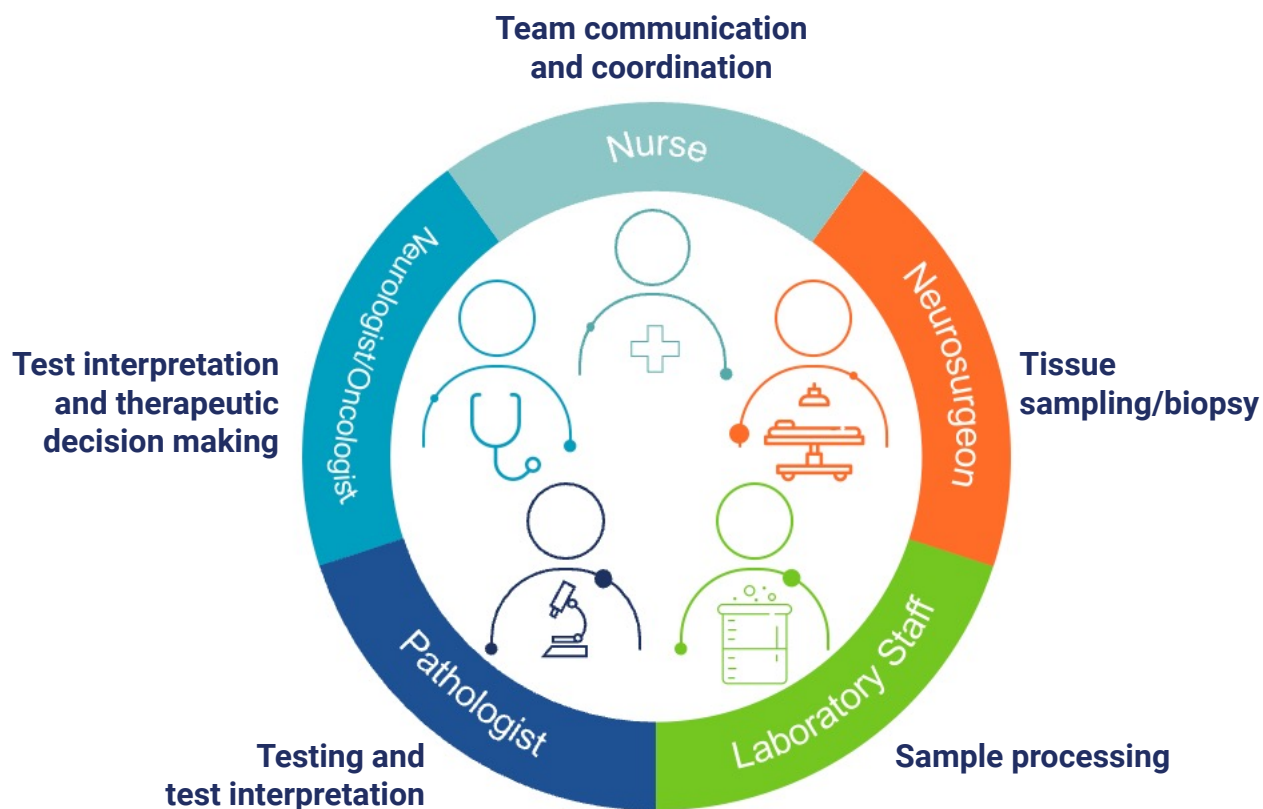 Team communication
and coordination
Nurse
Neurosurgeon
Tissue
sampling/biopsy
Laboratory Staff
Sample processing
Pathologist
Testing and
test interpretation
Neurologist/Oncologist
Test interpretation
and therapeutic
decision making